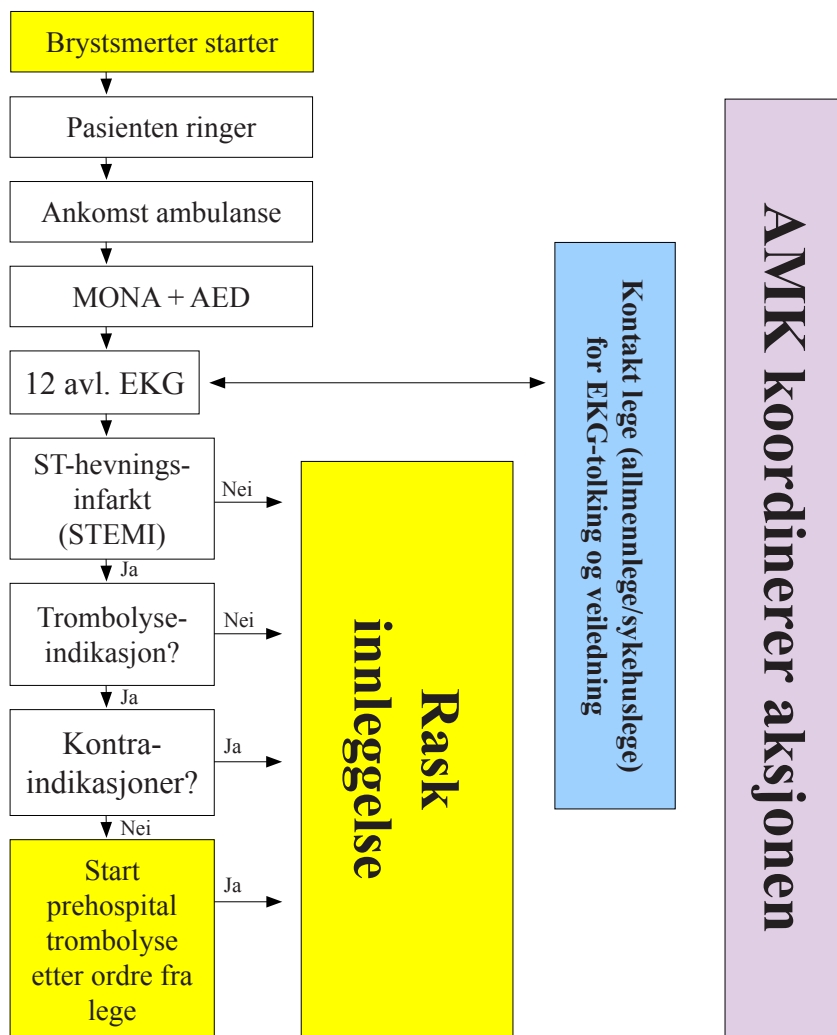 Brystsmerter starter
Pasienten ringer
Ankomst ambulanse
MONA + AED
12 avl. EKG
ST-hevnings-
infarkt
(STEMI)
Nei
Ja
Trombolyse-
indikasjon?
Nei
Ja
Kontra-
indikasjoner?
Ja
Nei
Start
prehospital
trombolyse
etter ordre fra
lege
Ja
Rask
innleggelse
Kontakt lege (allmennlege/sykehuslege)
for EKG-tolking og veiledning
AMK koordinerer aksjonen